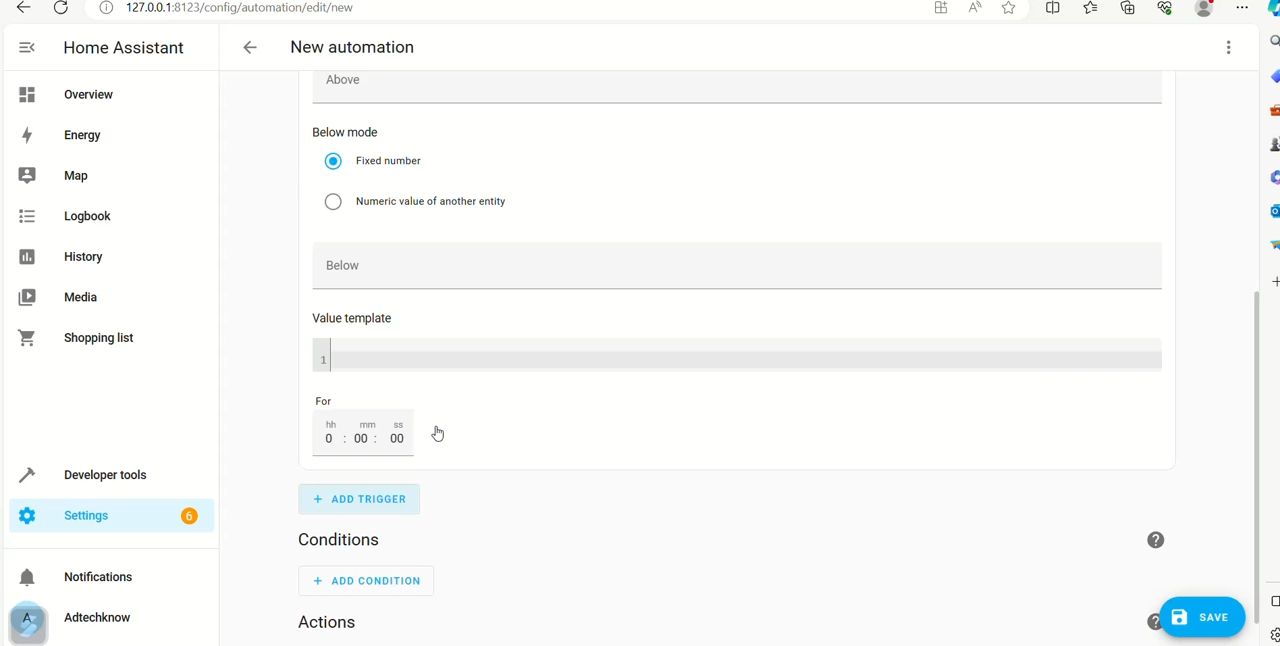 127.0.0.1:8123/config/automation/edit/new
Home Assistant
New automation
Overview
Energy
Map
Logbook
History
Media
Shopping list
Developer tools
Settings
6
Notifications
A
Adtechknow
Above
Below mode
Fixed number
Numeric value of another entity
Below
Value template
1
For
hh mm ss
0 : 00 : 00
+ ADD TRIGGER
Conditions
?
+ ADD CONDITION
Actions
?
SAVE